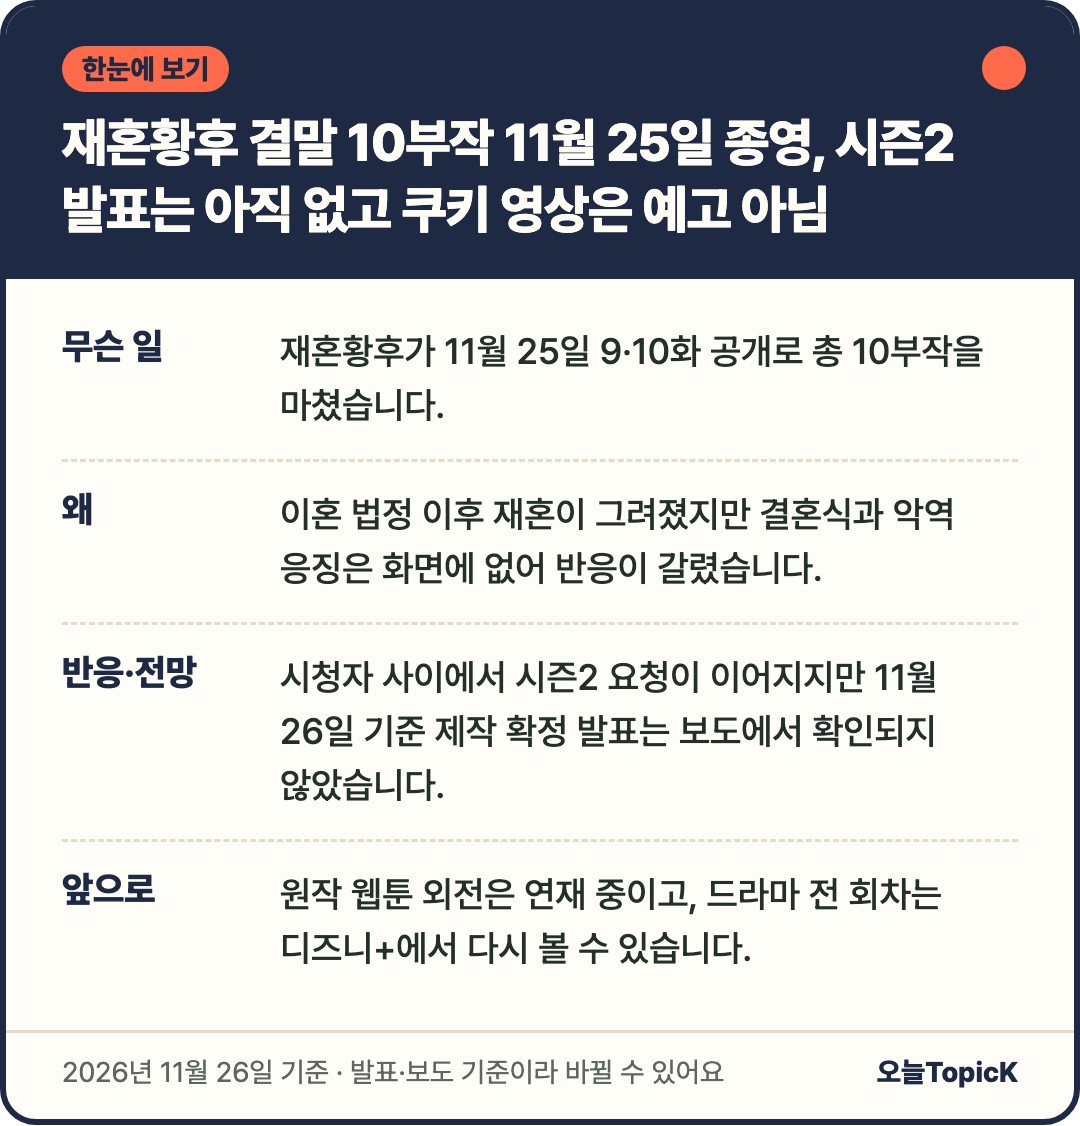 한눈에 보기
재혼황후 결말 10부작 11월 25일 종영, 시즌2
발표는 아직 없고 쿠키 영상은 예고 아님
무슨 일
재혼황후가 11월 25일 9·10화 공개로 총 10부작을
마쳤습니다.
왜
이혼 법정 이후 재혼이 그려졌지만 결혼식과 악역
응징은 화면에 없어 반응이 갈렸습니다.
반응·전망
시청자 사이에서 시즌2 요청이 이어지지만 11월
26일 기준 제작 확정 발표는 보도에서 확인되지
않았습니다.
앞으로
원작 웹툰 외전은 연재 중이고, 드라마 전 회차는
디즈니+에서 다시 볼 수 있습니다.
2026년 11월 26일 기준 · 발표·보도 기준이라 바뀔 수 있어요
오늘TopicK